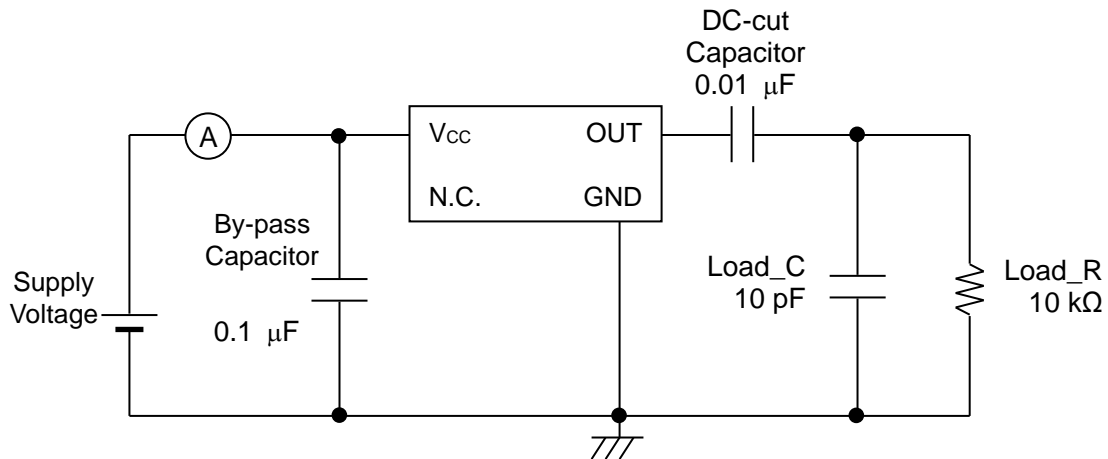 DC-cut
Capacitor
0.01 μF
A
VCC
OUT
N.C.
GND
By-pass
Capacitor
0.1 μF
Supply
Voltage
Load_C
10 pF
Load_R
10 kΩ